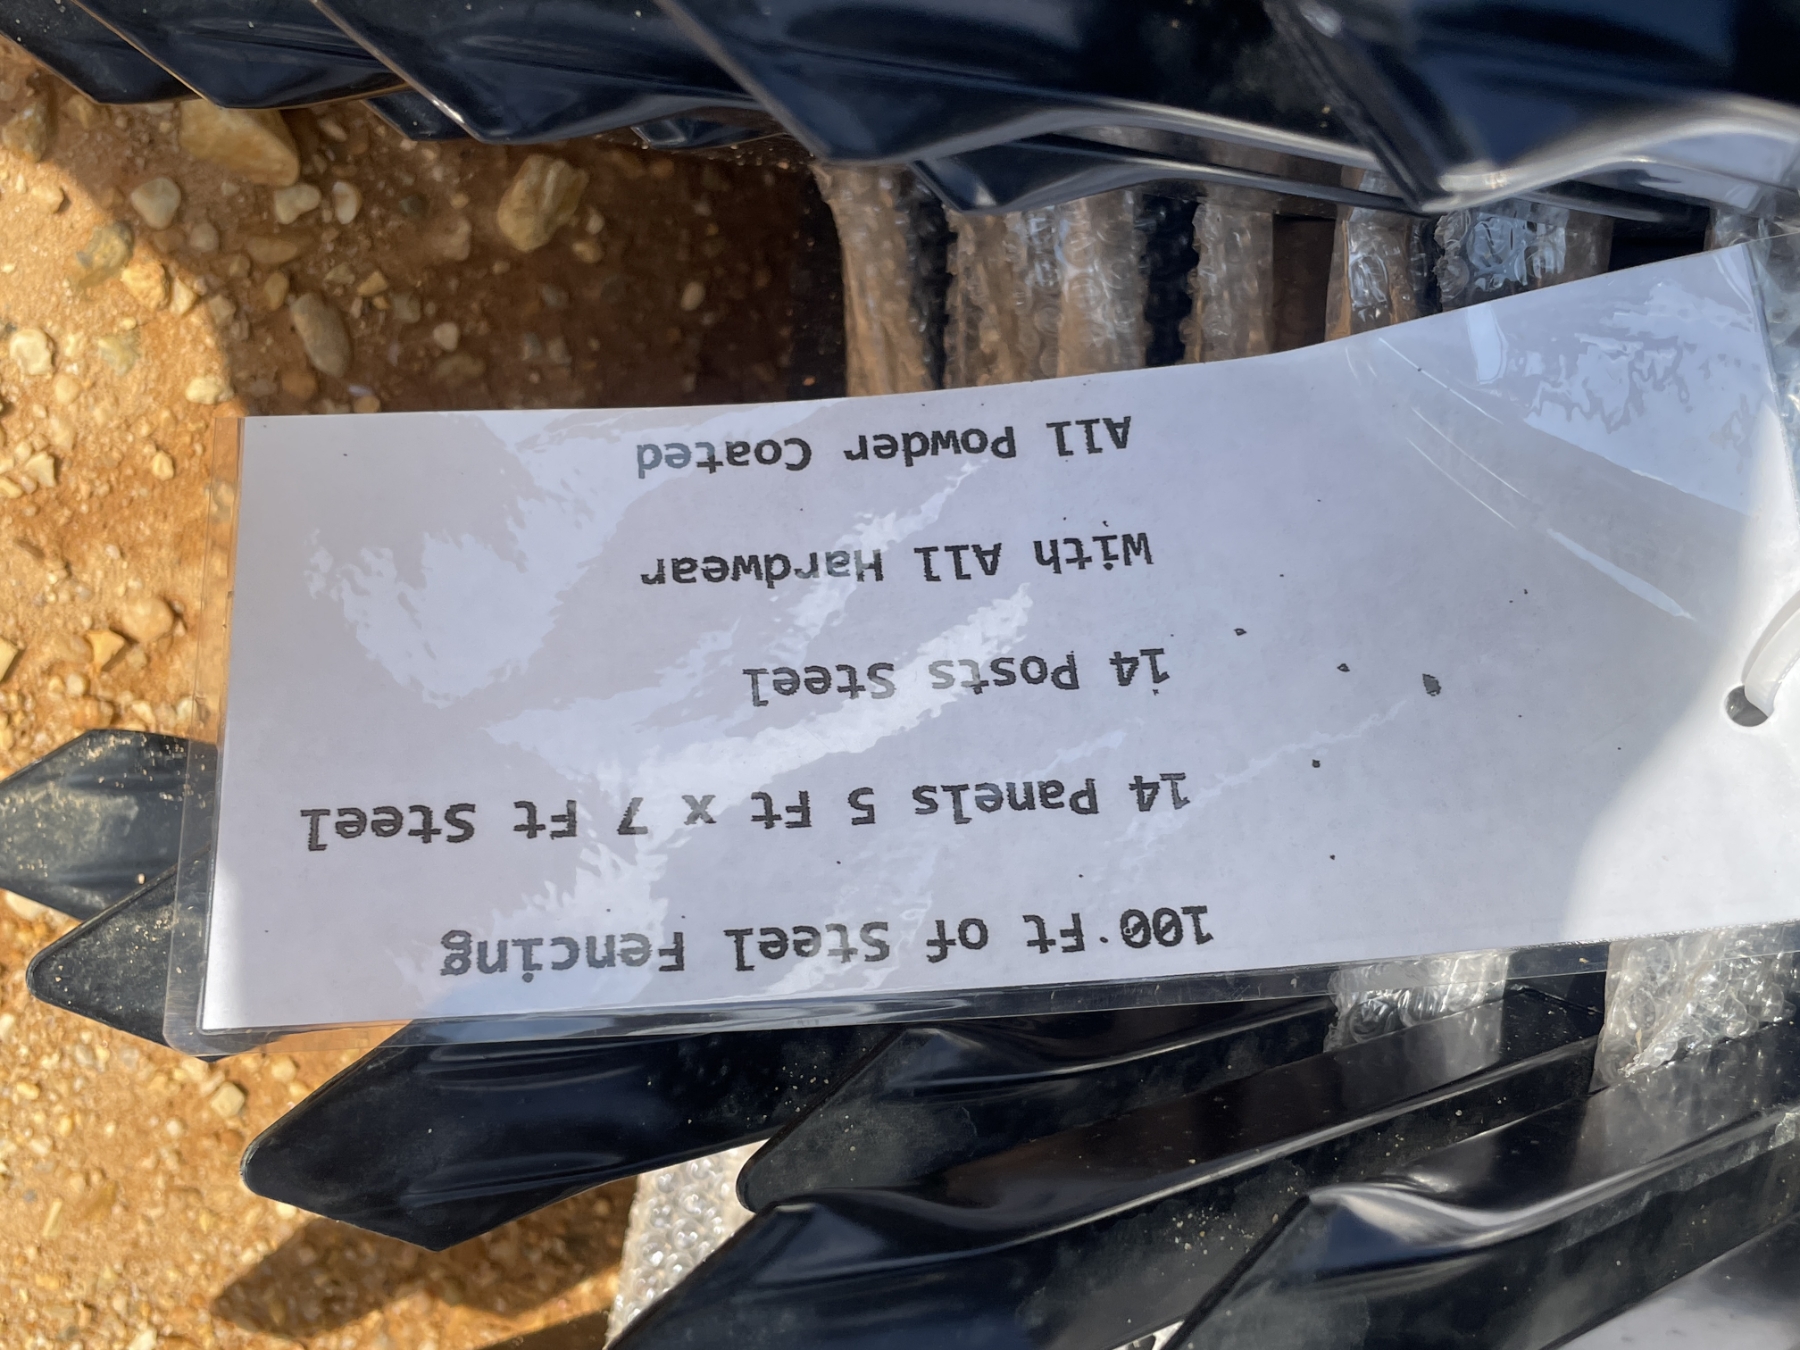 100 Ft of Steel Fencing
14 Panels 5 Ft x 7 Ft Steel
14 Posts Steel
With All Hardwear
All Powder Coated